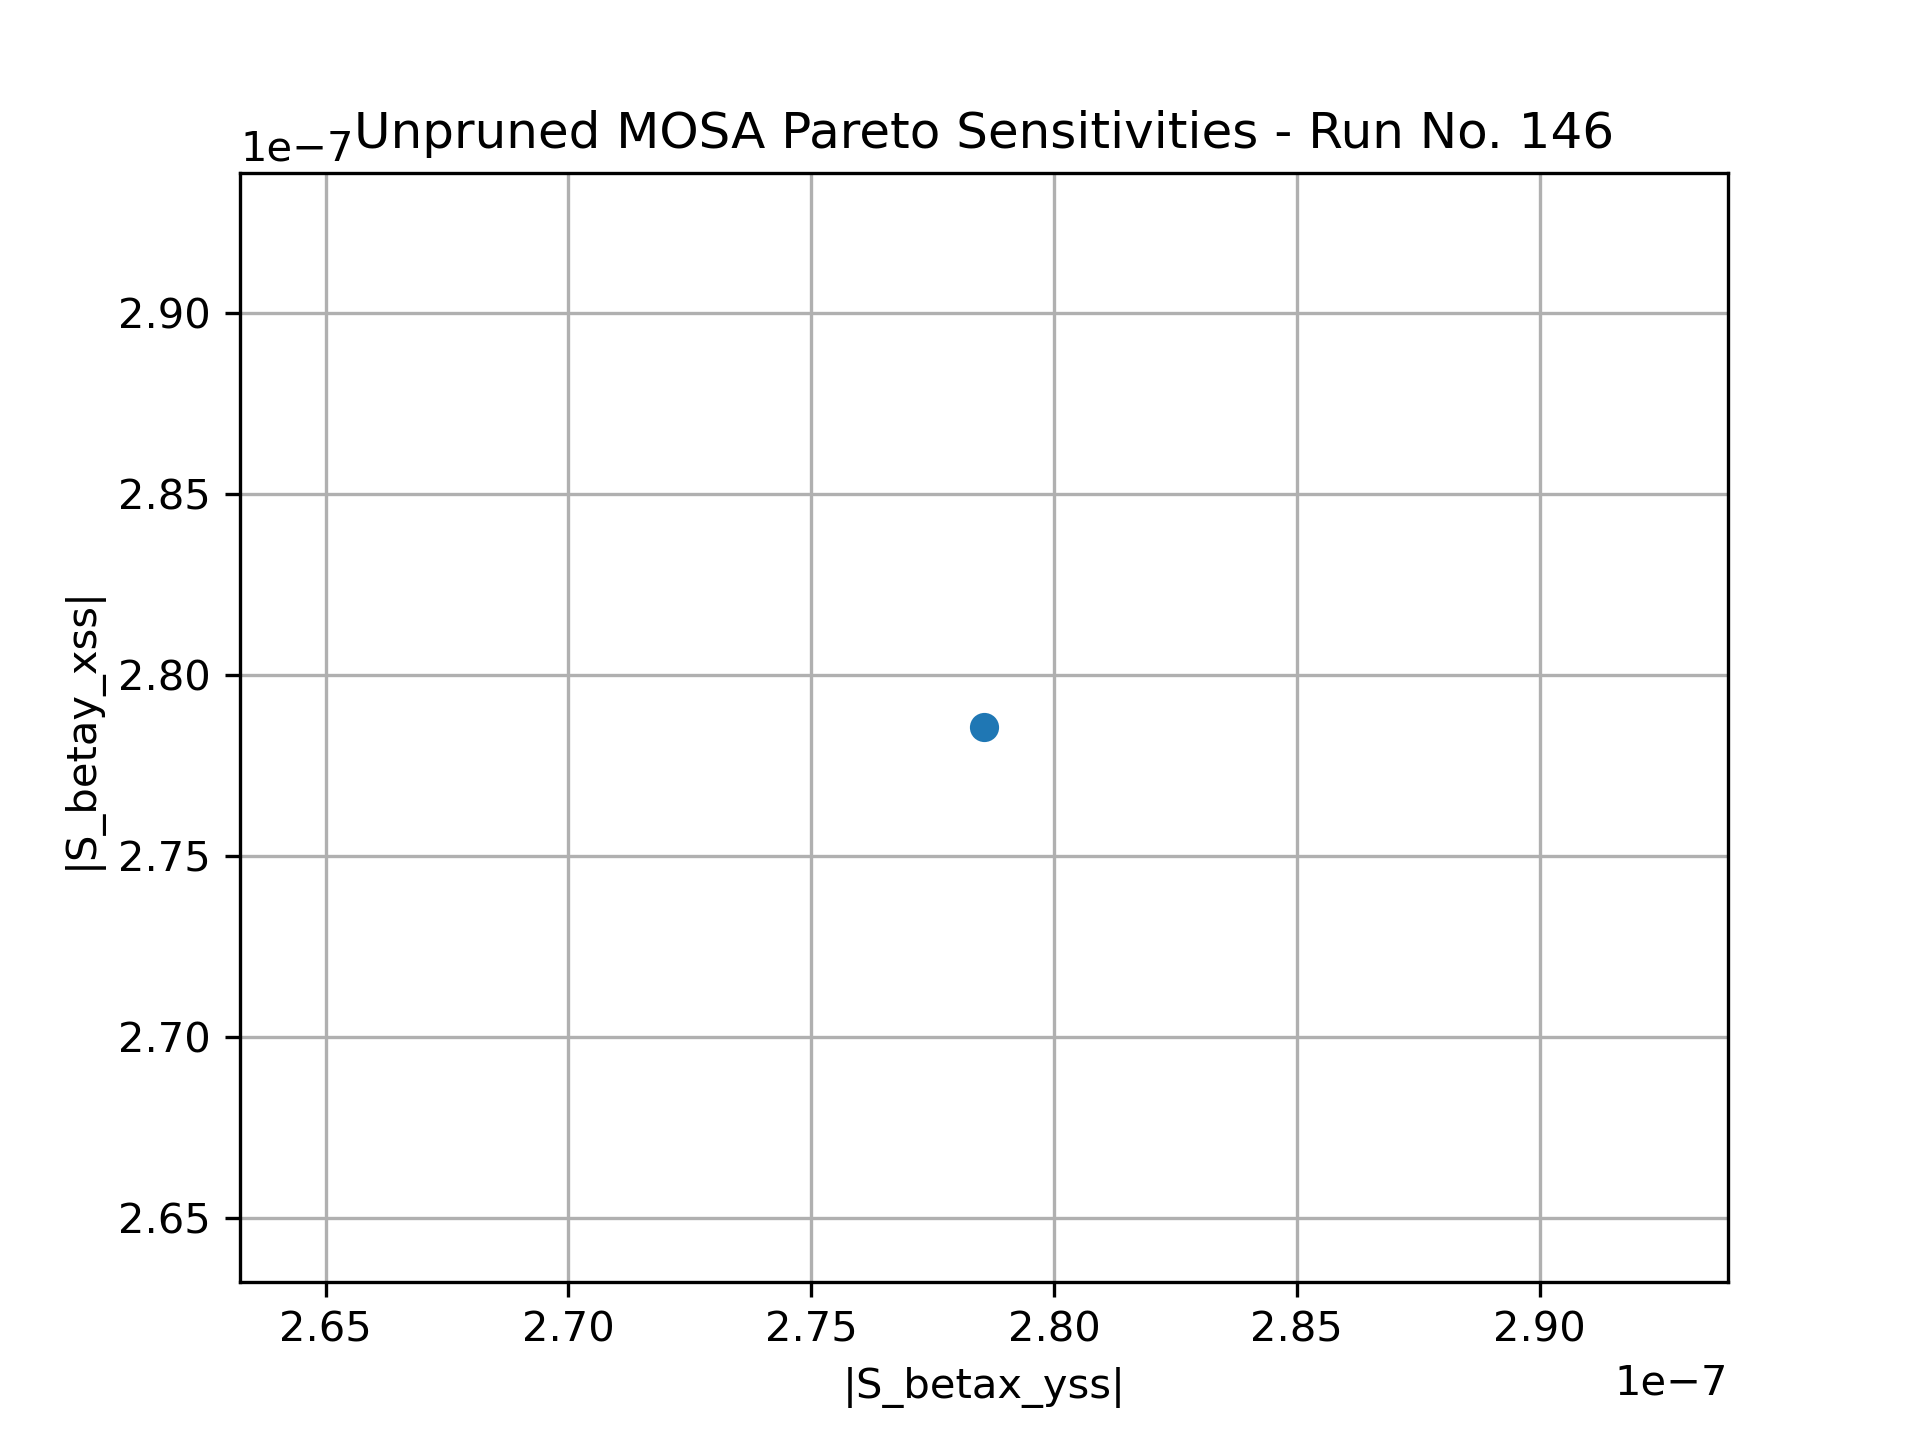 Unpruned MOSA Pareto Sensitivities - Run No. 146
1e−7
2.90
2.85
2.80
2.75
2.70
2.65
|S_betay_xss|
2.65 2.70 2.75 2.80 2.85 2.90
|S_betax_yss|
1e−7